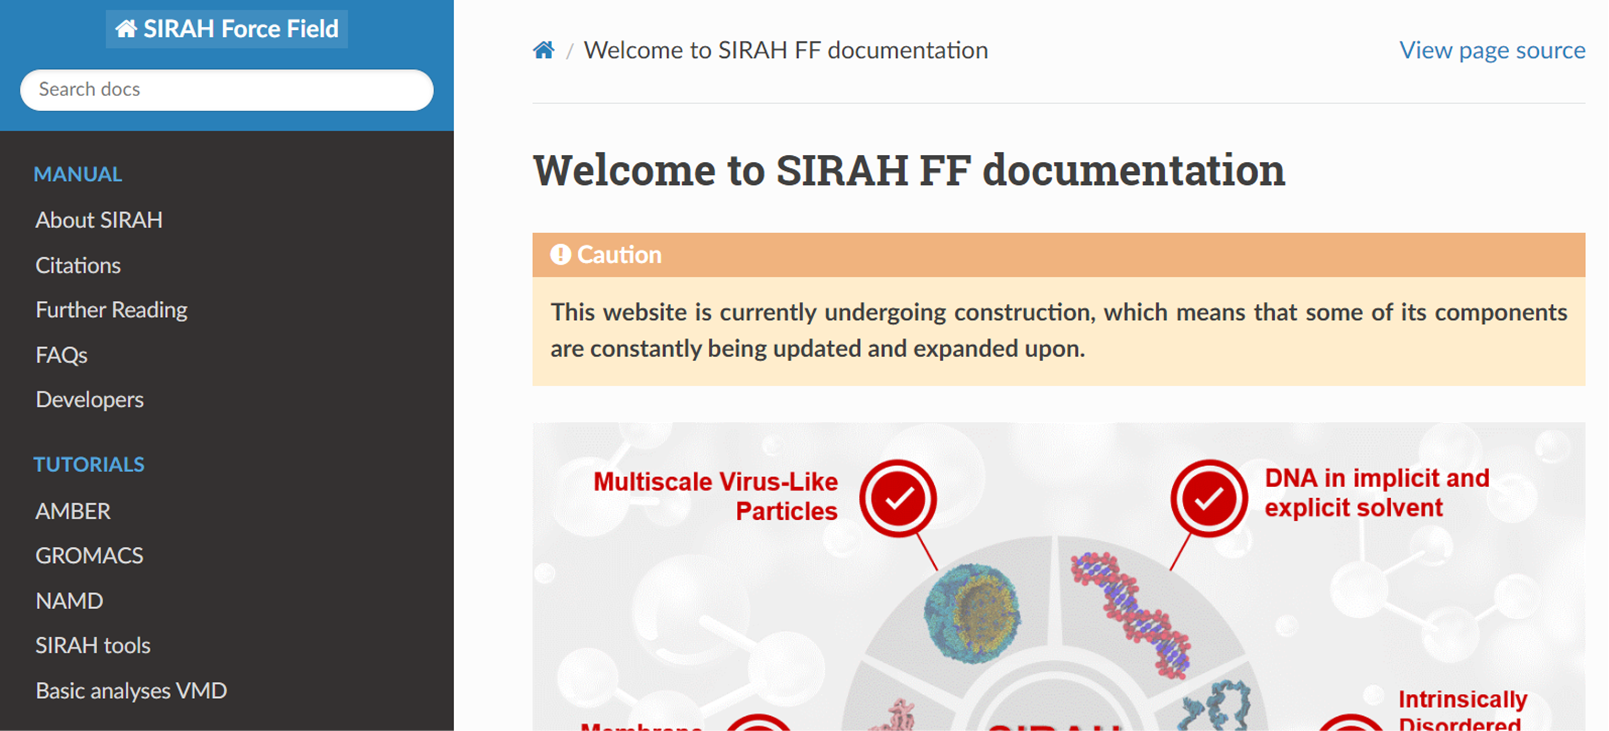 SIRAH Force Field
Search docs
MANUAL
About SIRAH
Citations
Further Reading
FAQs
Developers
TUTORIALS
AMBER
GROMACS
NAMD
SIRAH tools
Basic analyses VMD
/ Welcome to SIRAH FF documentation
View page source
Welcome to SIRAH FF documentation
Caution
This website is currently undergoing construction, which means that some of its components
are constantly being updated and expanded upon.
Multiscale Virus-Like
Particles
DNA in implicit and
explicit solvent
Intrinsically
Disordered
Membrane
SIRAH